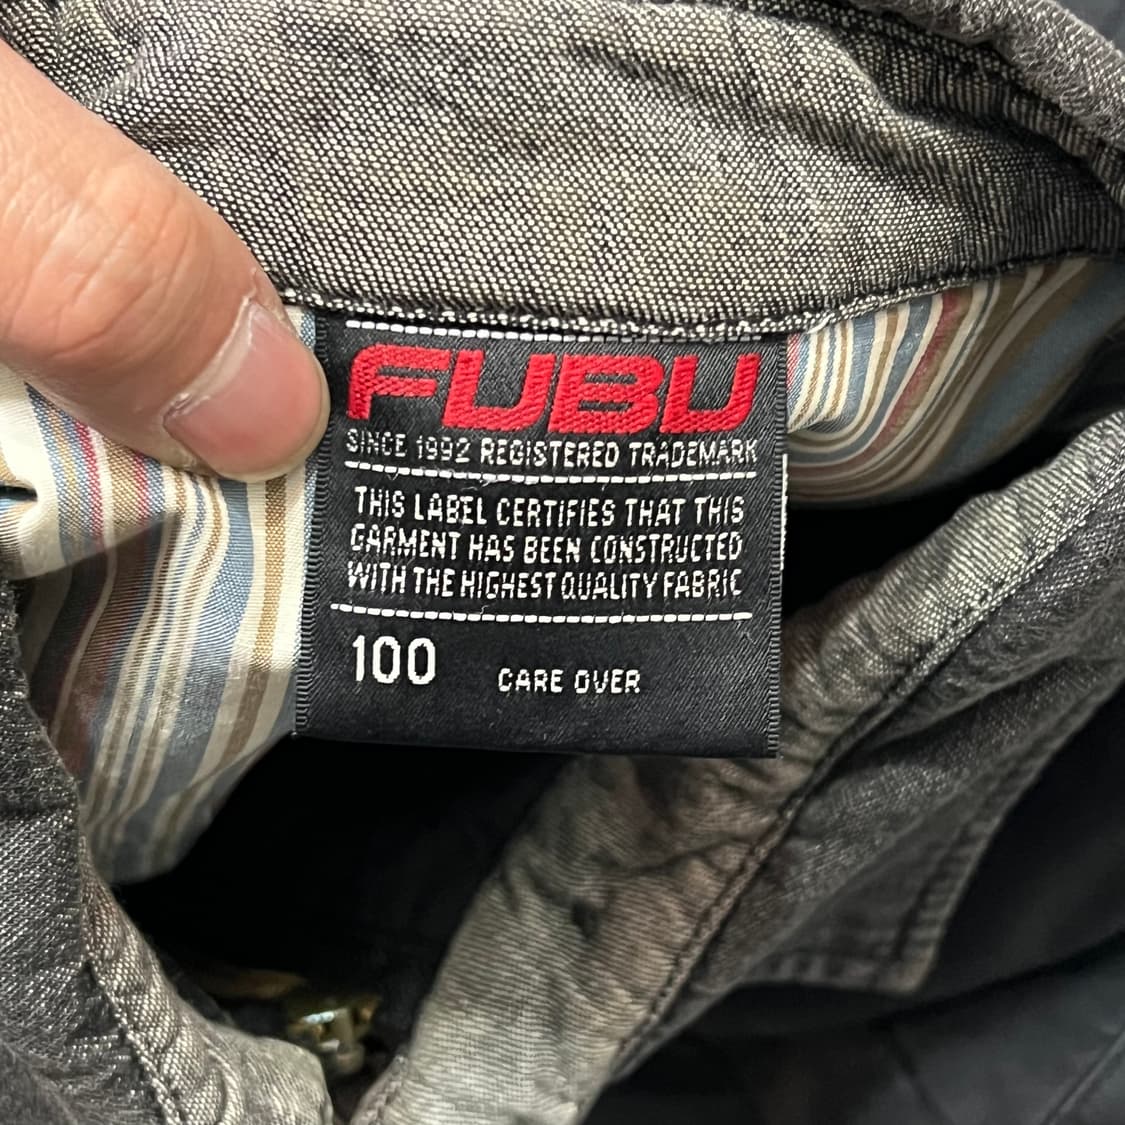 FUBU
SINCE 1992 REGISTERED TRADEMARK
THIS LABEL CERTIFIES THAT THIS
GARMENT HAS BEEN CONSTRUCTED
WITH THE HIGHEST QUALITY FABRIC
100 CARE OVER